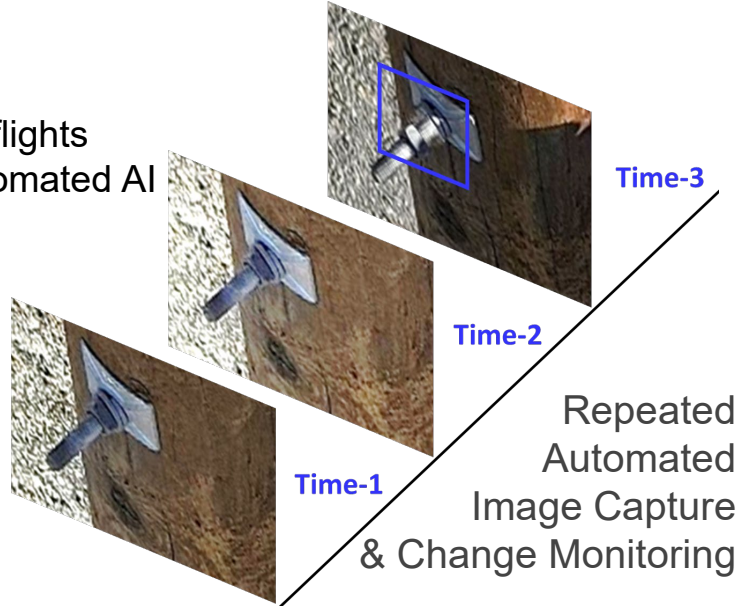 flights
omated AI
Time-3
Time-2
Time-1
Repeated
Automated
Image Capture
& Change Monitoring